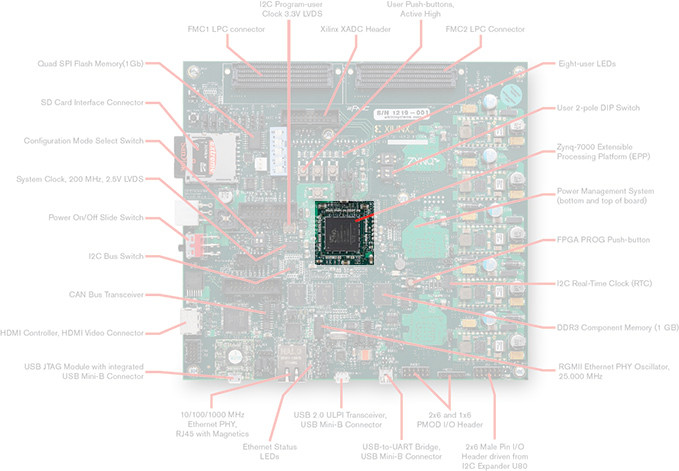 I2C Program-user
Clock 3.3V LVDS
User Push-buttons,
Active High
FMC1 LPC connector
Xilinx XADC Header
FMC2 LPC Connector
Quad SPI Flash Memory(1Gb)
Eight-user LEDs
SD Card Interface Connector
S/N 1219 - 001
User 2-pole DIP Switch
XILINX
Configuration Mode Select Switch
ZYNQ
Zynq-7000 Extensible
Processing Platform (EPP)
System Clock, 200 MHz, 2.5V LVDS
Power Management System
(bottom and top of board)
Power On/Off Slide Switch
FPGA PROG Push-button
I2C Bus Switch
I2C Real-Time Clock (RTC)
CAN Bus Transceiver
HDMI Controller, HDMI Video Connector
DDR3 Component Memory (1 GB)
USB JTAG Module with integrated
USB Mini-B Connector
RGMII Ethernet PHY Oscillator,
25.000 MHz
10/100/1000 MHz
Ethernet PHY,
RJ45 with Magnetics
Ethernet Status
LEDs
USB 2.0 ULPI Transceiver,
USB Mini-B Connector
USB-to-UART Bridge,
USB Mini-B Connector
2x6 and 1x6
PMOD I/O Header
2x6 Male Pin I/O
Header driven from
I2C Expander U80